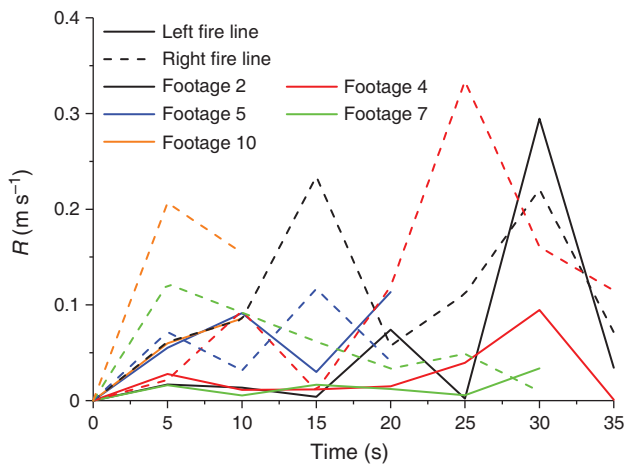 0.4
Left fire line
Right fire line
Footage 2
Footage 4
Footage 5
Footage 7
Footage 10
0.3
0.2
0.1
0
R (m s⁻¹)
0 5 10 15 20 25 30 35
Time (s)